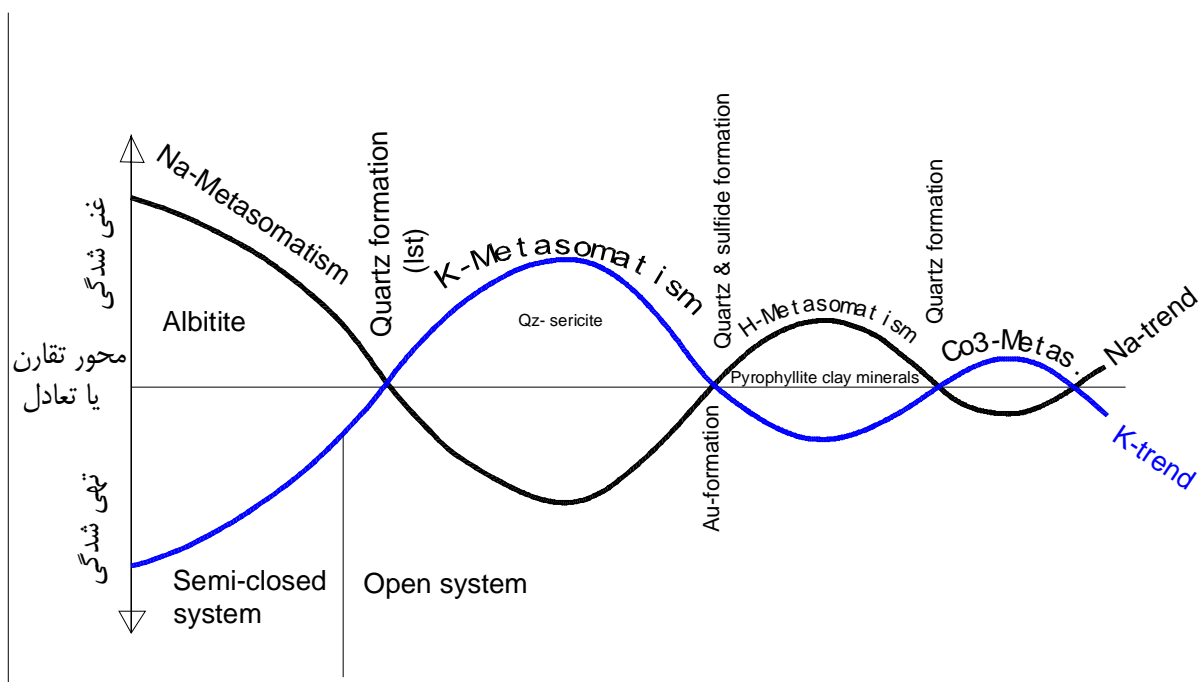 Na-Metasomatism
Quartz formation
(Ist)
K-Metasomatism
Quartz & sulfide formation
H-Metasomatism
Quartz formation
Co3-Metas.
Na-trend
K-trend
غنی شدگی
Albitite
Qz- sericite
Pyrophyllite clay minerals
محور تقارن
یا تعادل
تهی شدگی
Au-formation
Semi-closed
system
Open system